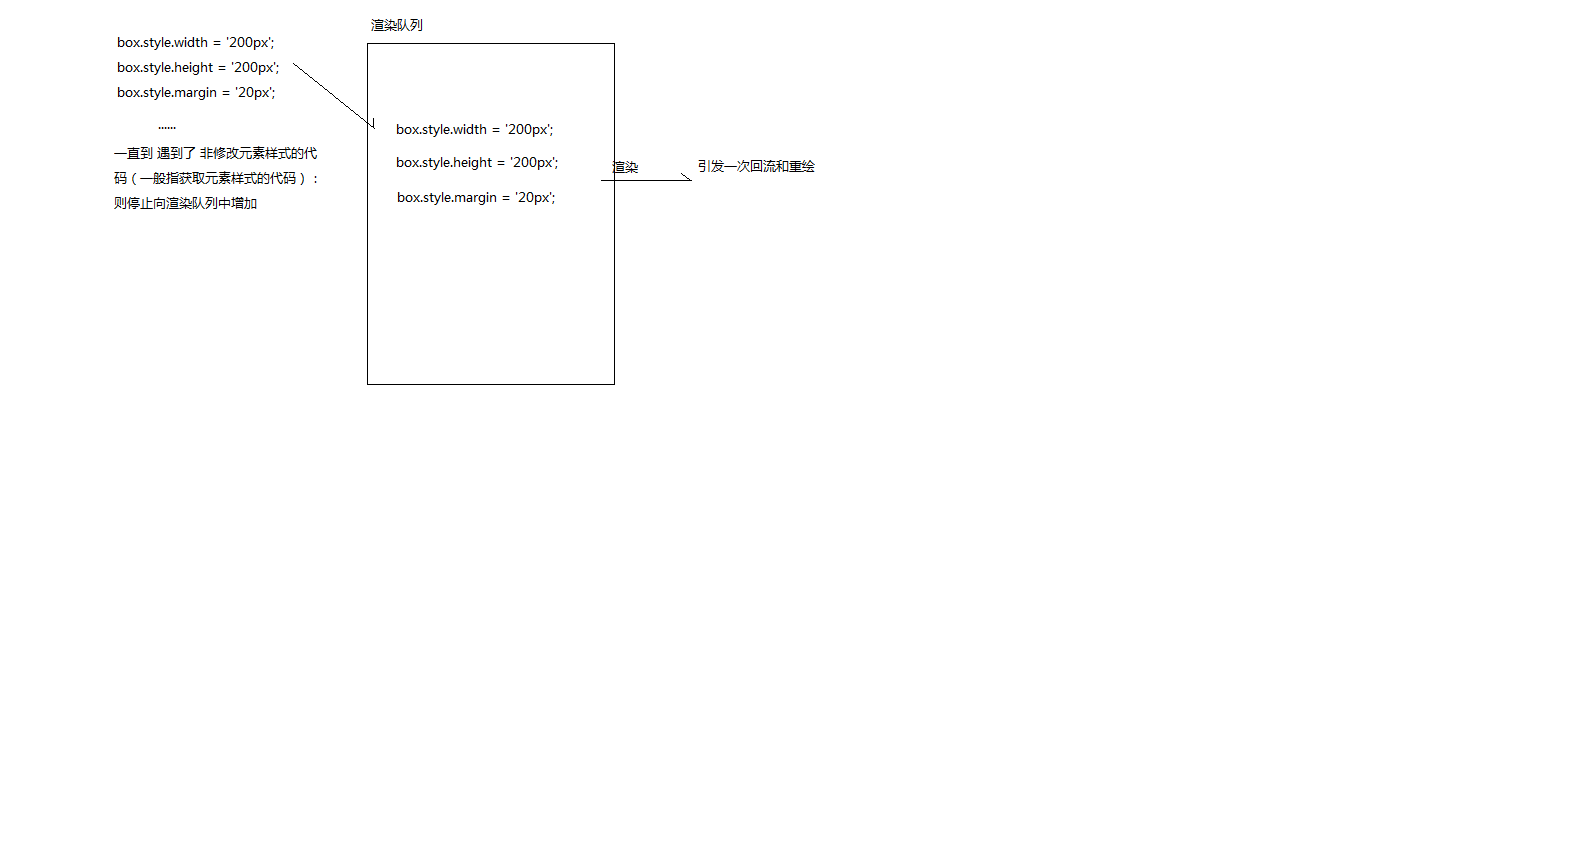 box.style.width = '200px';
box.style.height = '200px';
box.style.margin = '20px';
......
一直到 遇到了 非修改元素样式的代
码（一般指获取元素样式的代码）：
则停止向渲染队列中增加
渲染队列
box.style.width = '200px';
box.style.height = '200px';
box.style.margin = '20px';
渲染
引发一次回流和重绘